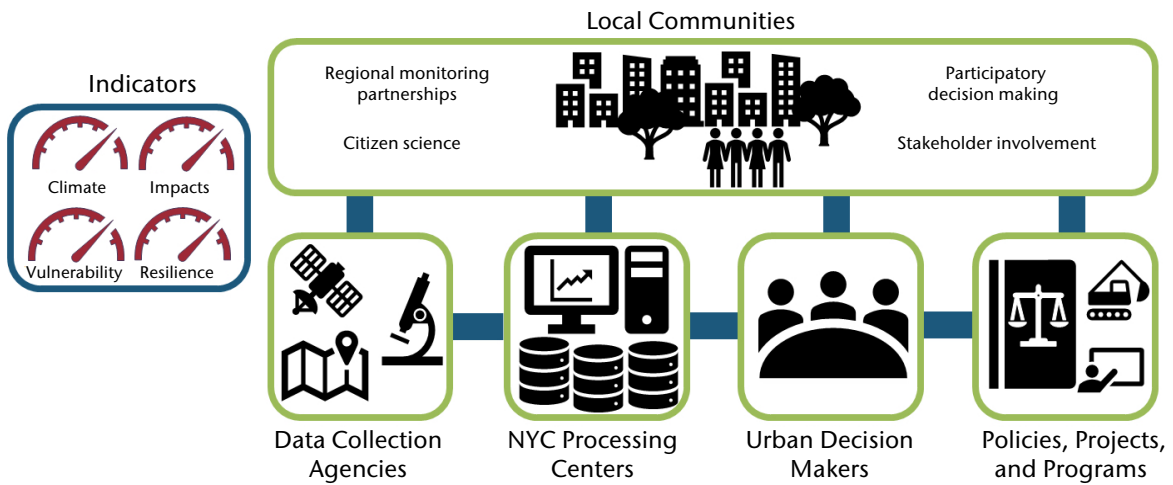 Local Communities
Indicators
Climate
Impacts
Vulnerability
Resilience
Regional monitoring
partnerships
Citizen science
Participatory
decision making
Stakeholder involvement
Data Collection
Agencies
NYC Processing
Centers
Urban Decision
Makers
Policies, Projects,
and Programs